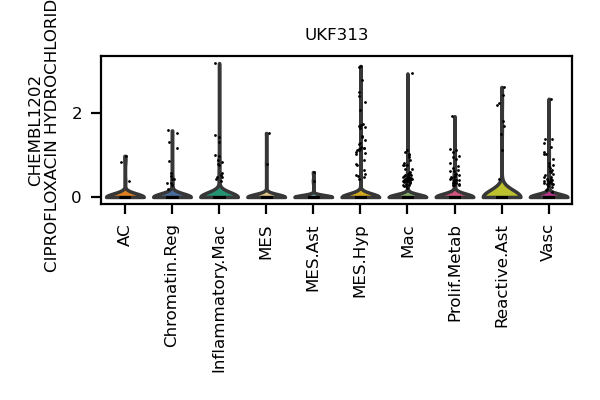 UKF313
CHEMBL1202
CIPROFLOXACIN HYDROCHLORID
2
0
AC
Chromatin.Reg
Inflammatory.Mac
MES
MES.Ast
MES.Hyp
Mac
Prolif.Metab
Reactive.Ast
Vasc